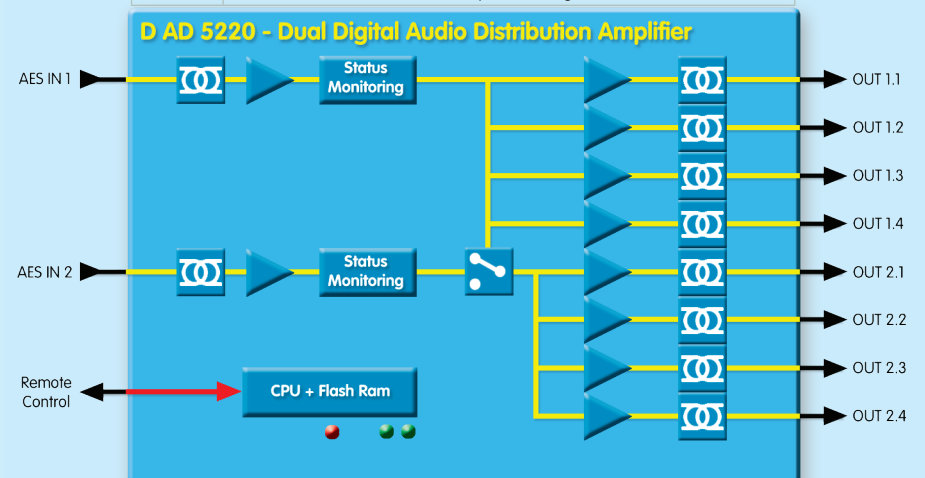 D AD 5220 - Dual Digital Audio Distribution Amplifier
AES IN 1
Status
Monitoring
OUT 1.1
OUT 1.2
OUT 1.3
OUT 1.4
AES IN 2
Status
Monitoring
OUT 2.1
OUT 2.2
OUT 2.3
OUT 2.4
Remote
Control
CPU + Flash Ram